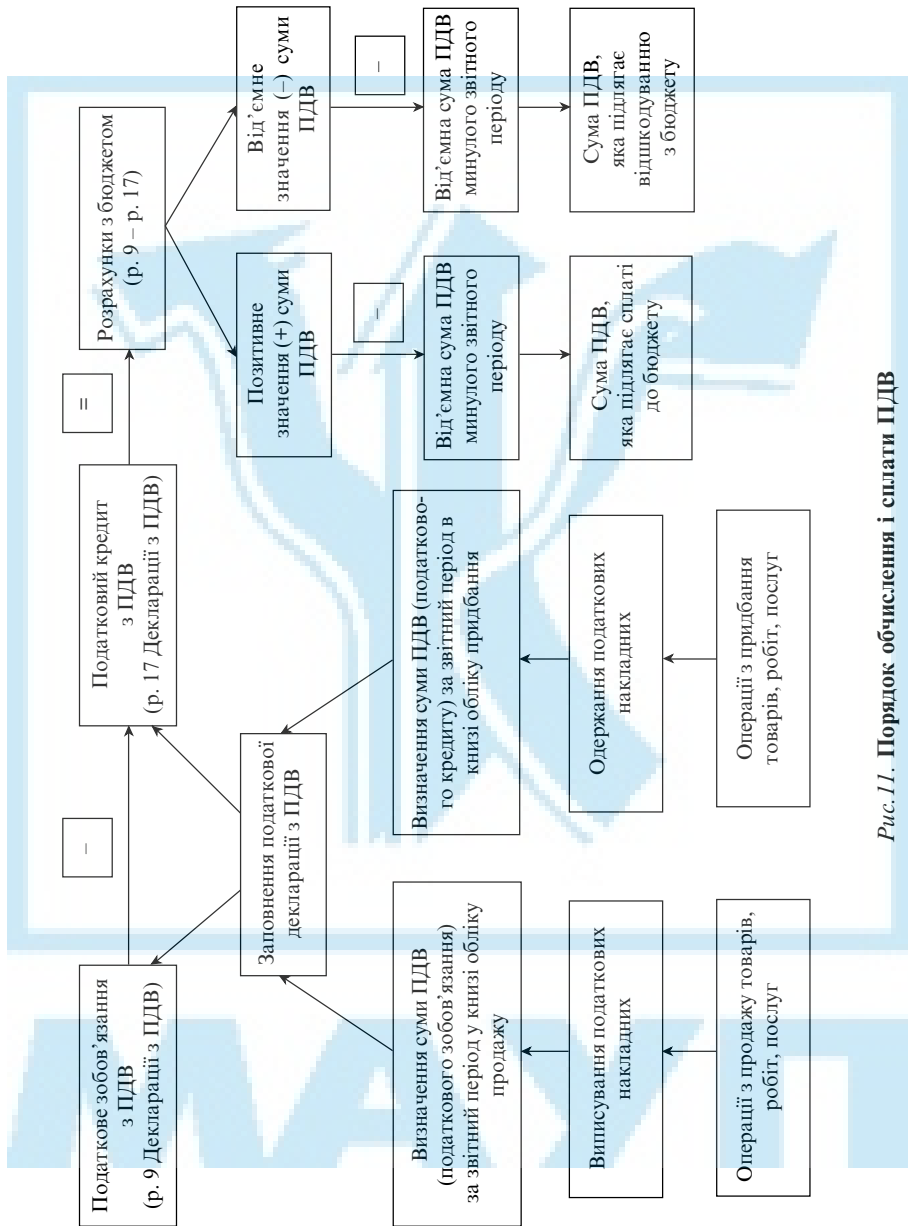 Податкове зобов'язання
з ПДВ
(р. 9 Декларації з ПДВ)
–
Податковий кредит
з ПДВ
(р. 17 Декларації з ПДВ)
=
Розрахунки з бюджетом
(р. 9 – р. 17)
Заповнення податкової
декларації з ПДВ
Позитивне
значення (+) суми
ПДВ
Від'ємне
значення (–) суми
ПДВ
–
–
Визначення суми ПДВ
(податкового зобов'язання)
за звітний період у книзі обліку
продажу
Визначення суми ПДВ (податково-
го кредиту) за звітний період в
книзі обліку придбання
Від'ємна сума ПДВ
минулого звітного
періоду
Від'ємна сума ПДВ
минулого звітного
періоду
Виписування податкових
накладних
Одержання податкових
накладних
Сума ПДВ,
яка підлягає сплаті
до бюджету
Сума ПДВ,
яка підлягає
відшкодуванню
з бюджету
Операції з продажу товарів,
робіт, послуг
Операції з придбання
товарів, робіт, послуг
Рис.11. Порядок обчислення і сплати ПДВ
МАУП